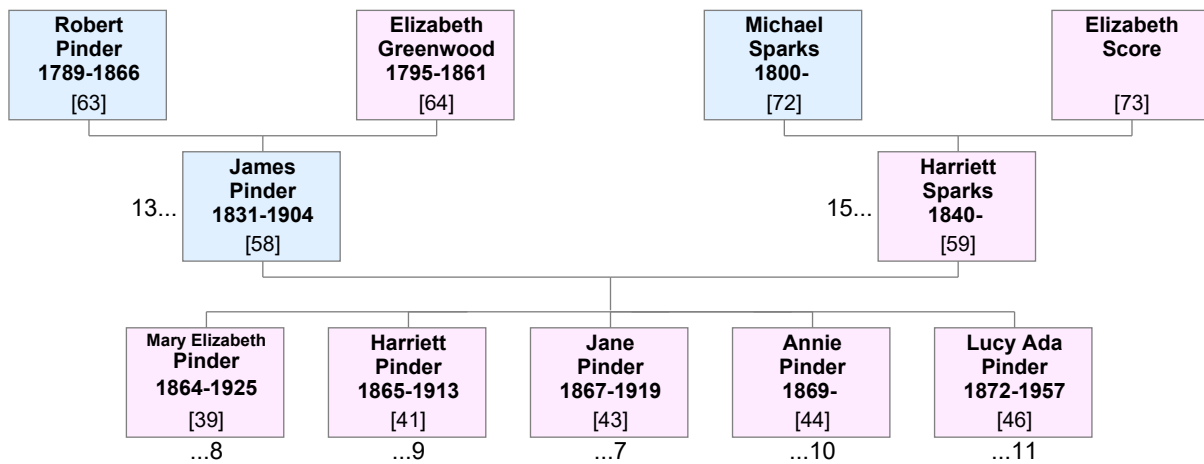 Robert
Pinder
1789-1866
[63]
Elizabeth
Greenwood
1795-1861
[64]
Michael
Sparks
1800-
[72]
Elizabeth
Score
[73]
13...
James
Pinder
1831-1904
[58]
15...
Harriett
Sparks
1840-
[59]
Mary Elizabeth
Pinder
1864-1925
[39]
...8
Harriett
Pinder
1865-1913
[41]
...9
Jane
Pinder
1867-1919
[43]
...7
Annie
Pinder
1869-
[44]
...10
Lucy Ada
Pinder
1872-1957
[46]
...11